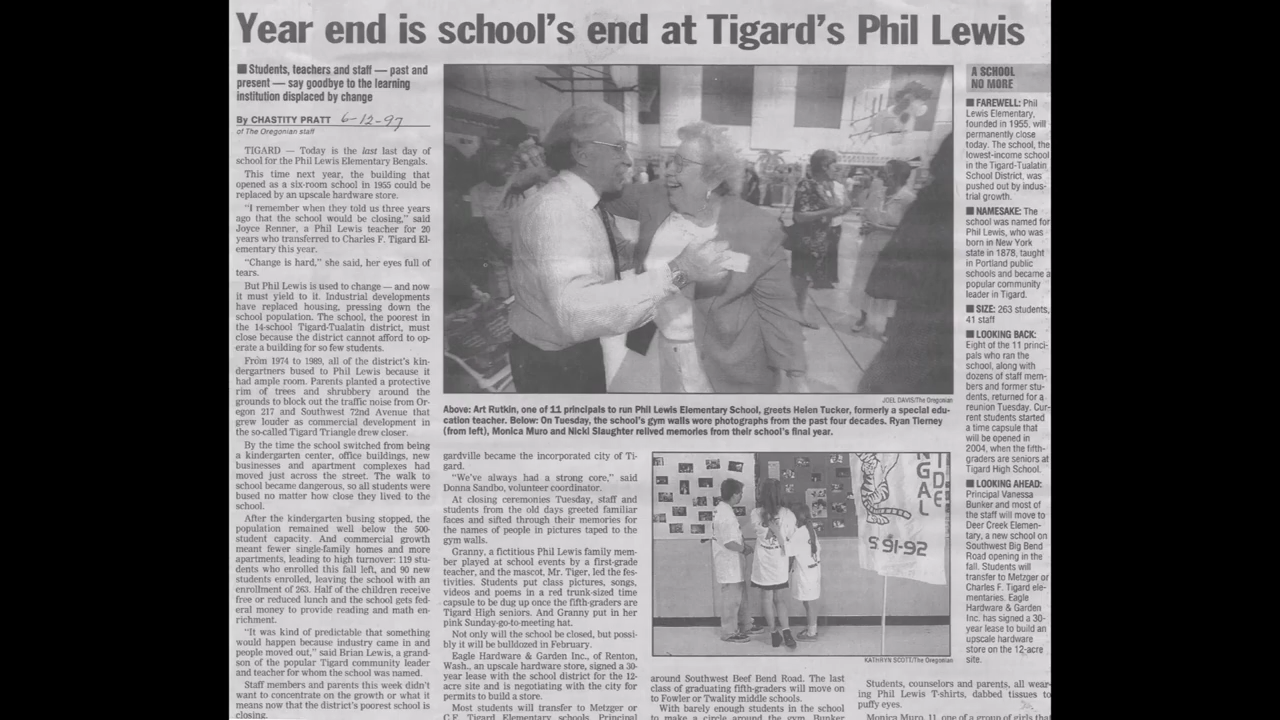 Year end is school's end at Tigard's Phil Lewis
■ Students, teachers and staff — past and
present — say goodbye to the learning
institution displaced by change
By CHASTITY PRATT 6-12-97
of The Oregonian staff
TIGARD — Today is the last last day of
school for the Phil Lewis Elementary Bengals.
This time next year, the building that
opened as a six-room school in 1955 could be
replaced by an upscale hardware store.
"I remember when they told us three years
ago that the school would be closing," said
Joyce Renner, a Phil Lewis teacher for 20
years who transferred to Charles F. Tigard El-
ementary this year.
"Change is hard," she said, her eyes full of
tears.
But Phil Lewis is used to change — and now
it must yield to it. Industrial developments
have replaced housing, pressing down the
school population. The school, the poorest in
the 14-school Tigard-Tualatin district, must
close because the district cannot afford to op-
erate a building for so few students.
From 1974 to 1989, all of the district's kin-
dergartners bused to Phil Lewis because it
had ample room. Parents planted a protective
rim of trees and shrubbery around the
grounds to block out the traffic noise from Or-
egon 217 and Southwest 72nd Avenue that
grew louder as commercial development in
the so-called Tigard Triangle drew closer.
By the time the school switched from being
a kindergarten center, office buildings, new
businesses and apartment complexes had
moved just across the street. The walk to
school became dangerous, so all students were
bused no matter how close they lived to the
school.
After the kindergarten busing stopped, the
population remained well below the 500-
student capacity. And commercial growth
meant fewer single-family homes and more
apartments, leading to high turnover: 119 stu-
dents who enrolled this fall left, and 90 new
students enrolled, leaving the school with an
enrollment of 263. Half of the children receive
free or reduced lunch and the school gets fed-
eral money to provide reading and math en-
richment.
"It was kind of predictable that something
would happen because industry came in and
people moved out," said Brian Lewis, a grand-
son of the popular Tigard community leader
and teacher for whom the school was named.
Staff members and parents this week didn't
want to concentrate on the growth or what it
means now that the district's poorest school is
closing.
JOEL DAVIS/The Oregonian
Above: Art Rutkin, one of 11 principals to run Phil Lewis Elementary School, greets Helen Tucker, formerly a special edu-
cation teacher. Below: On Tuesday, the school's gym walls wore photographs from the past four decades. Ryan Tierney
(from left), Monica Muro and Nicki Slaughter relived memories from their school's final year.
gardville became the incorporated city of Ti-
gard.
"We've always had a strong core," said
Donna Sandbo, volunteer coordinator.
At closing ceremonies Tuesday, staff and
students from the old days greeted familiar
faces and sifted through their memories for
the names of people in pictures taped to the
gym walls.
Granny, a fictitious Phil Lewis family mem-
ber played at school events by a first-grade
teacher, and the mascot, Mr. Tiger, led the fes-
tivities. Students put class pictures, songs,
videos and poems in a red trunk-sized time
capsule to be dug up once the fifth-graders are
Tigard High seniors. And Granny put in her
pink Sunday-go-to-meeting hat.
Not only will the school be closed, but possi-
bly it will be bulldozed in February.
Eagle Hardware & Garden Inc., of Renton,
Wash., an upscale hardware store, signed a 30-
year lease with the school district for the 12-
acre site and is negotiating with the city for
permits to build a store.
Most students will transfer to Metzger or
C.F. Tigard Elementary schools. Principal
NGAL
S 91-92
KATHRYN SCOTT/The Oregonian
around Southwest Beef Bend Road. The last
class of graduating fifth-graders will move on
to Fowler or Twality middle schools.
With barely enough students in the school
to make a circle around the gym, Bunker
Students, counselors and parents, all wear-
ing Phil Lewis T-shirts, dabbed tissues to
puffy eyes.
Monica Muro, 11, one of a group of girls that
A SCHOOL
NO MORE
■ FAREWELL: Phil
Lewis Elementary,
founded in 1955, will
permanently close
today. The school, the
lowest-income school
in the Tigard-Tualatin
School District, was
pushed out by indus-
trial growth.
■ NAMESAKE: The
school was named for
Phil Lewis, who was
born in New York
state in 1878, taught
in Portland public
schools and became a
popular community
leader in Tigard.
■ SIZE: 263 students,
41 staff
■ LOOKING BACK:
Eight of the 11 princi-
pals who ran the
school, along with
dozens of staff mem-
bers and former stu-
dents, returned for a
reunion Tuesday. Cur-
rent students started
a time capsule that
will be opened in
2004, when the fifth-
graders are seniors at
Tigard High School.
■ LOOKING AHEAD:
Principal Vanessa
Bunker and most of
the staff will move to
Deer Creek Elemen-
tary, a new school on
Southwest Big Bend
Road opening in the
fall. Students will
transfer to Metzger or
Charles F. Tigard ele-
mentaries. Eagle
Hardware & Garden
Inc. has signed a 30-
year lease to build an
upscale hardware
store on the 12-acre
site.